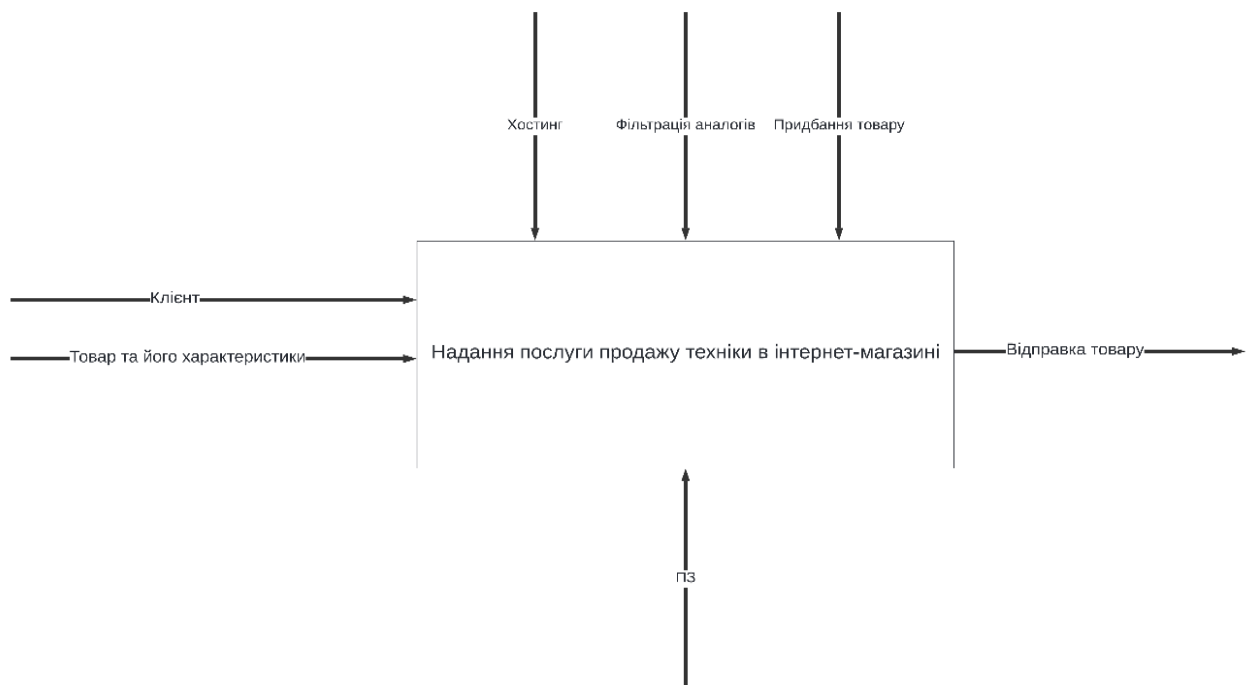 Хостинг
Фільтрація аналогів
Придбання товару
Клієнт
Товар та його характеристики
Надання послуги продажу техніки в інтернет-магазині
Відправка товару
ПЗ